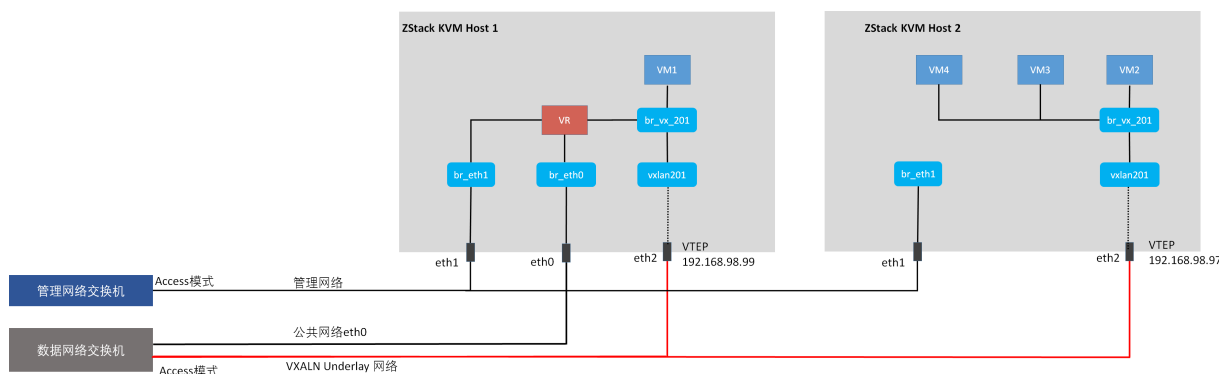 ZStack KVM Host 1
ZStack KVM Host 2
VM1
VM4
VM3
VM2
VR
br_vx_201
br_vx_201
br_eth1
br_eth0
vxlan201
br_eth1
vxlan201
eth1
eth0
eth2
VTEP
192.168.98.99
eth1
eth2
VTEP
192.168.98.97
管理网络交换机
Access模式
管理网络
数据网络交换机
公共网络eth0
Access模式
VXALN Underlay 网络